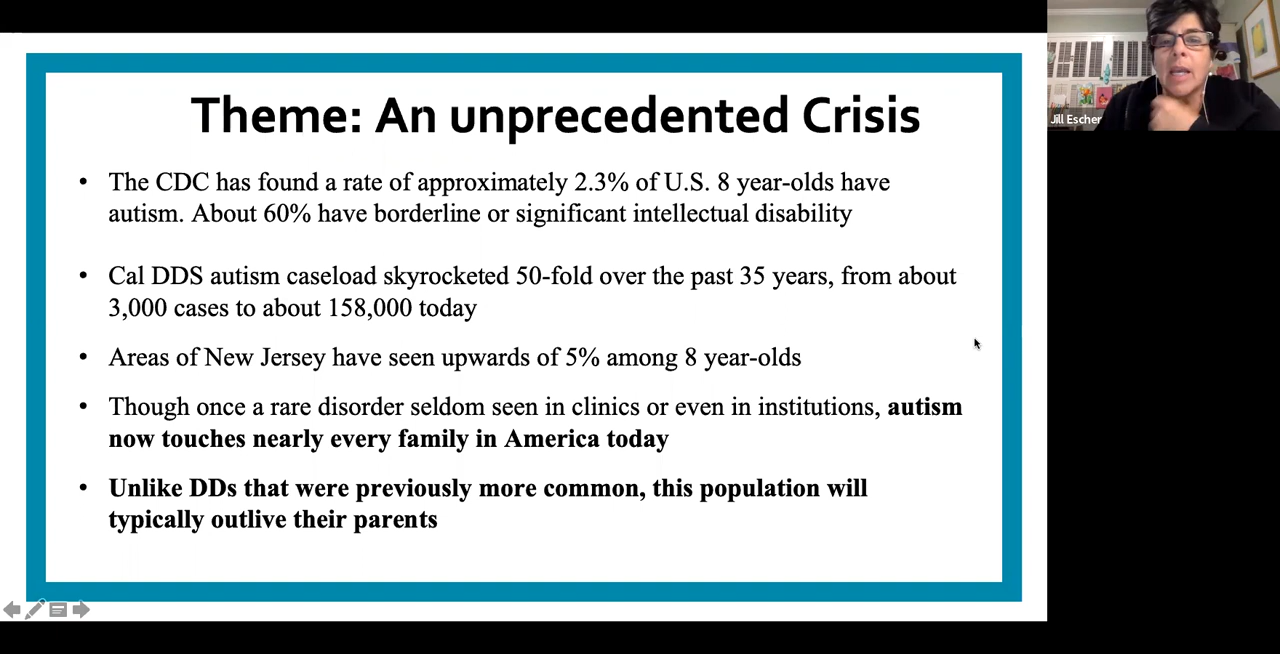 Theme: An unprecedented Crisis
• The CDC has found a rate of approximately 2.3% of U.S. 8 year-olds have
autism. About 60% have borderline or significant intellectual disability
• Cal DDS autism caseload skyrocketed 50-fold over the past 35 years, from about
3,000 cases to about 158,000 today
• Areas of New Jersey have seen upwards of 5% among 8 year-olds
• Though once a rare disorder seldom seen in clinics or even in institutions, autism
now touches nearly every family in America today
• Unlike DDs that were previously more common, this population will
typically outlive their parents
Jill Escher